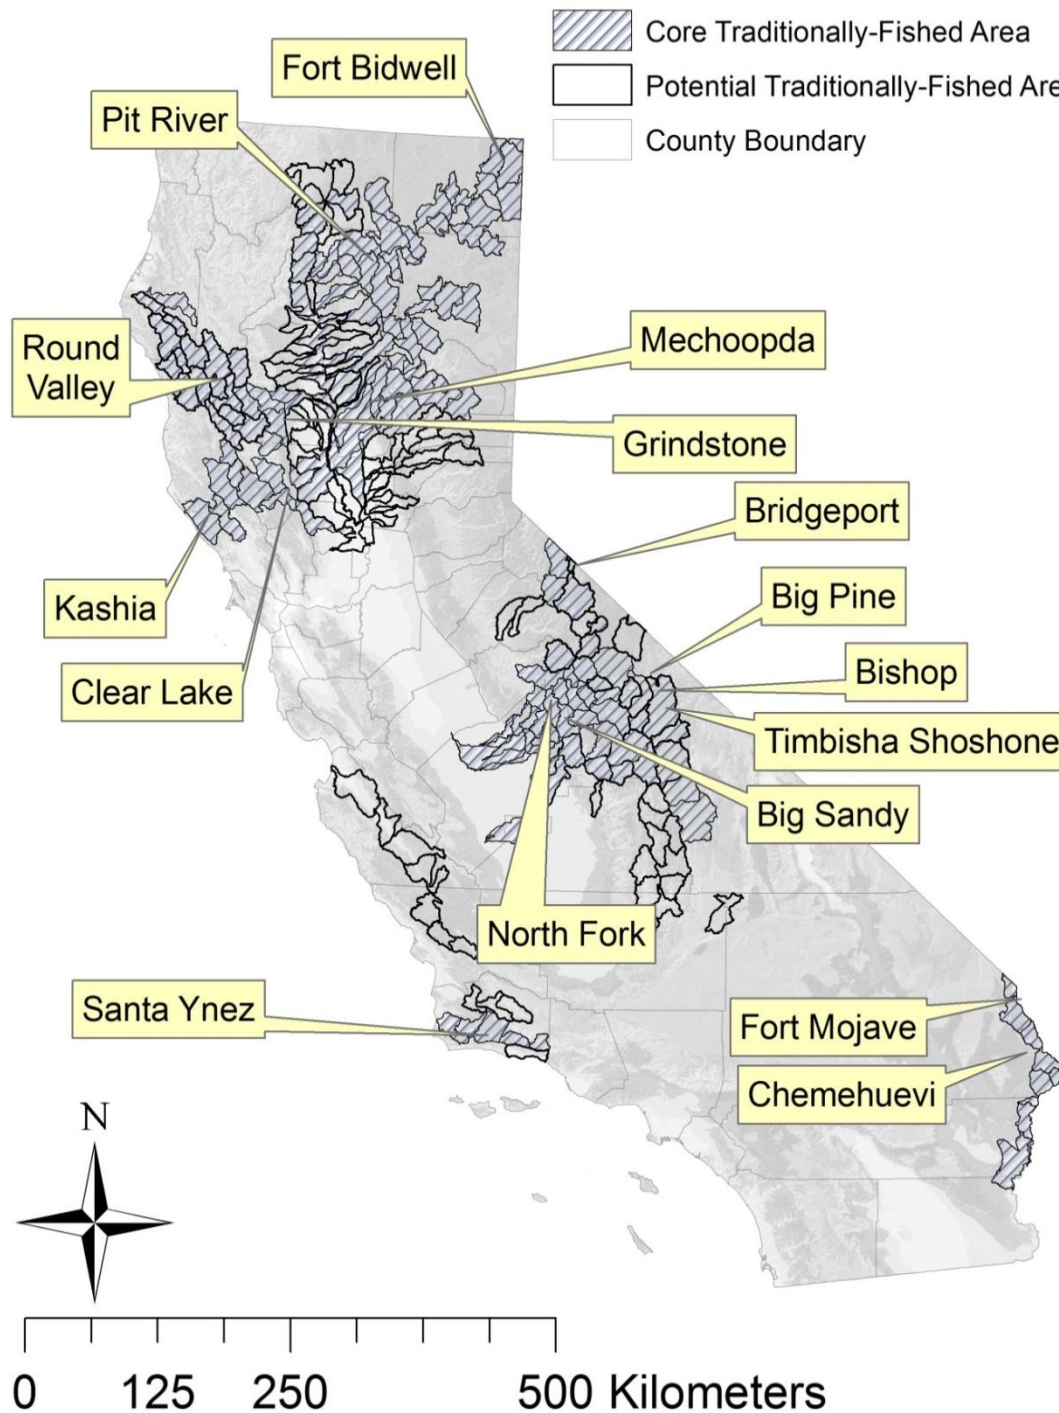 Core Traditionally-Fished Area
Potential Traditionally-Fished Are
County Boundary
Fort Bidwell
Pit River
Round
Valley
Mechoopda
Grindstone
Bridgeport
Kashia
Big Pine
Clear Lake
Bishop
Timbisha Shoshone
Big Sandy
North Fork
Santa Ynez
Fort Mojave
Chemehuevi
N
0 125 250 500 Kilometers